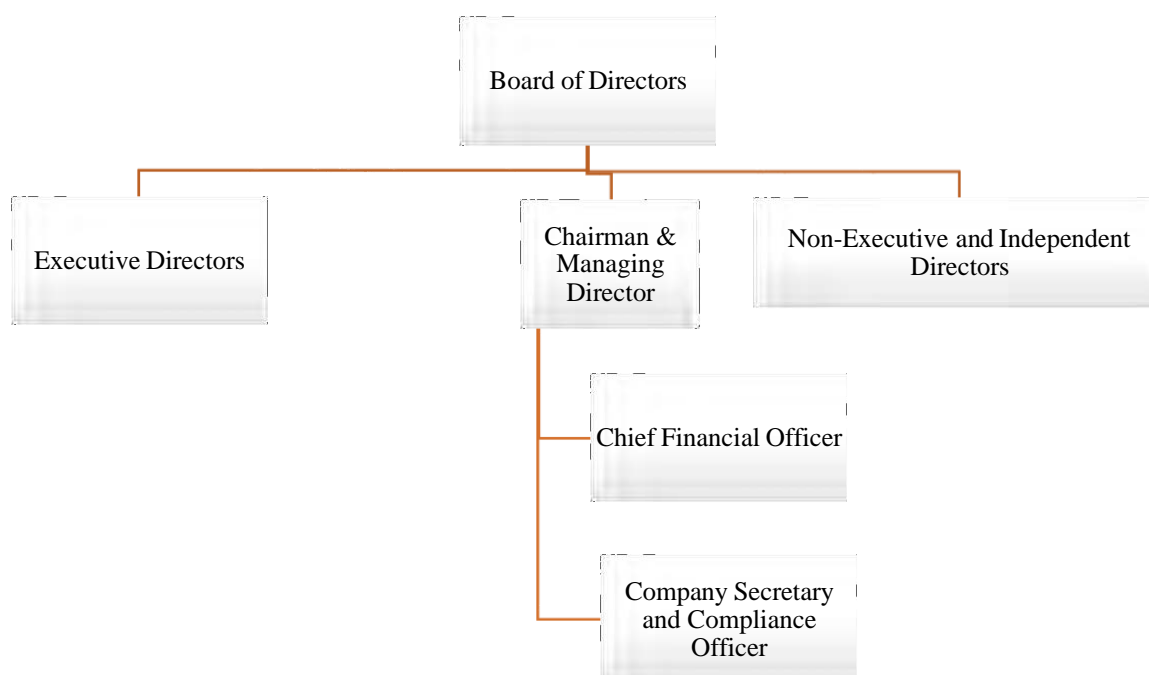 Board of Directors
Executive Directors
Chairman &
Managing
Director
Non-Executive and Independent
Directors
Chief Financial Officer
Company Secretary
and Compliance
Officer